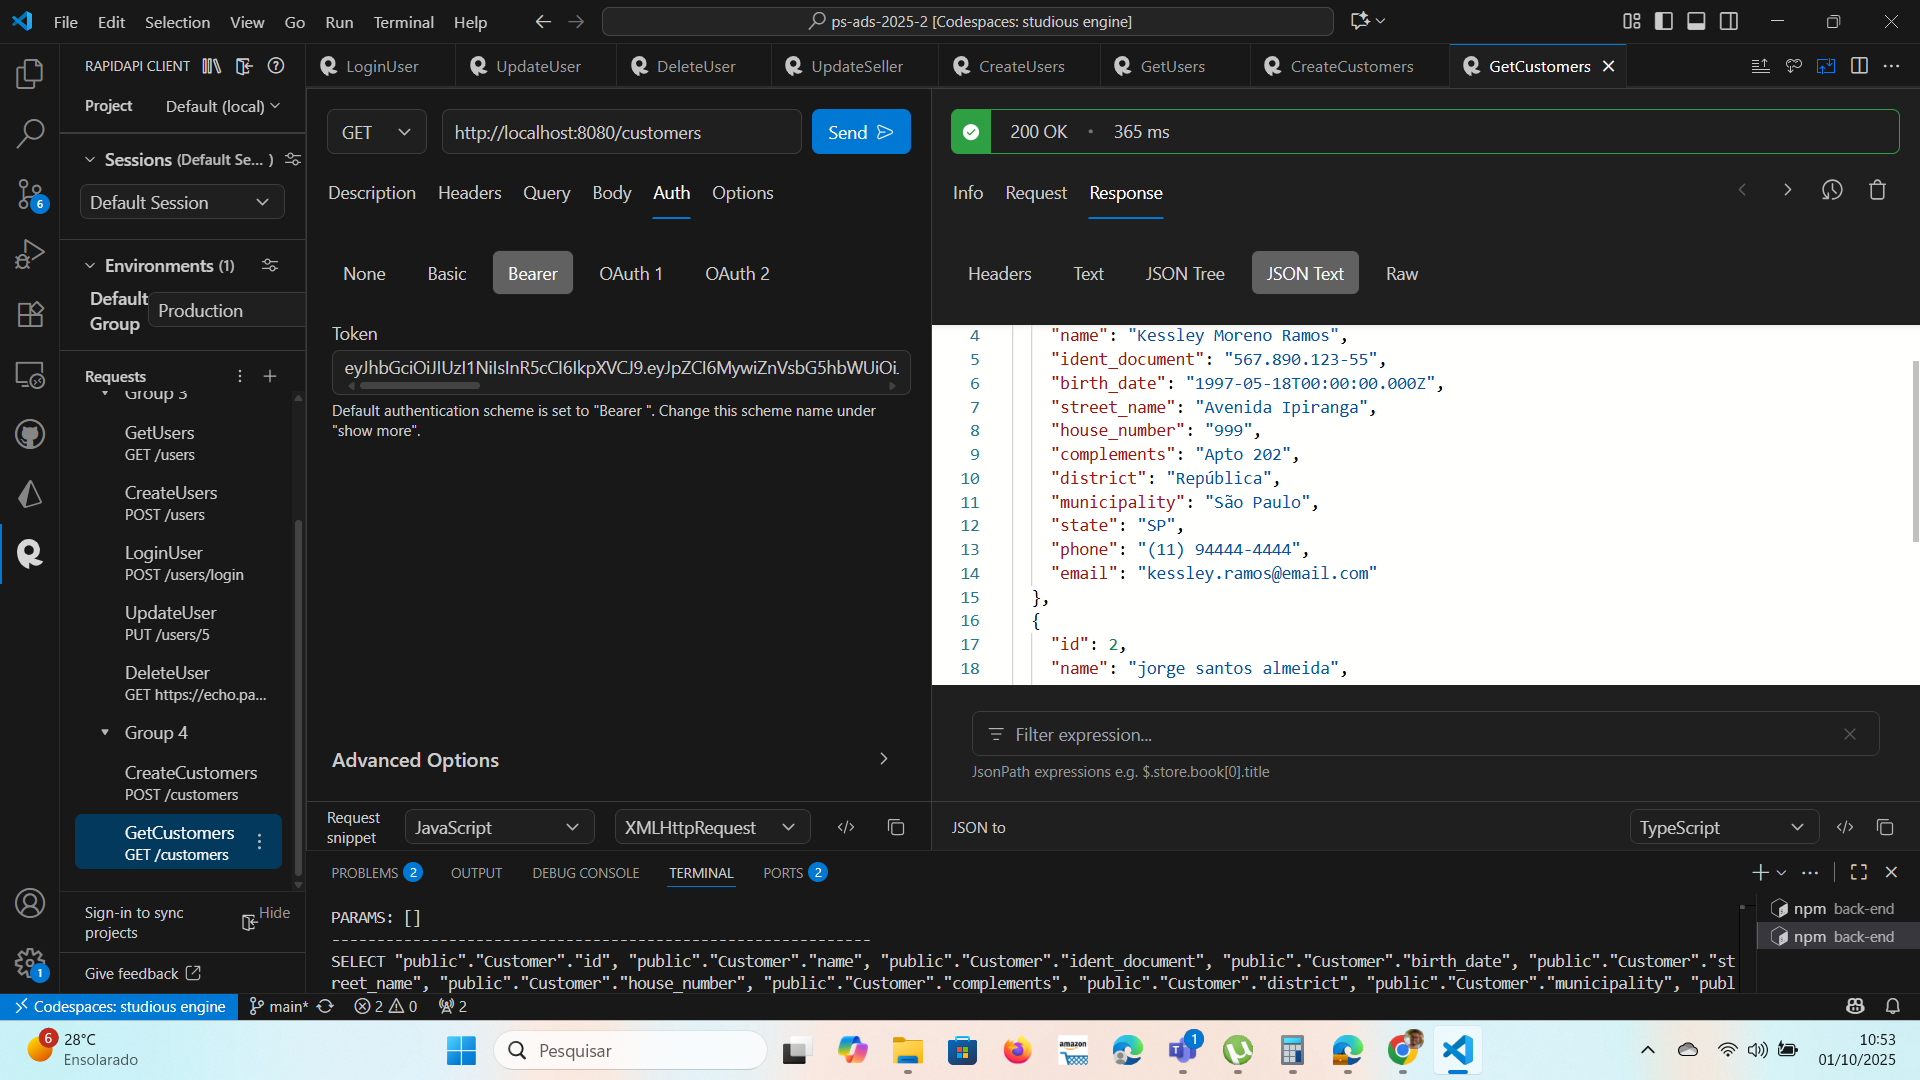 File Edit Selection View Go Run Terminal Help
ps-ads-2025-2 [Codespaces: studious engine]
RAPIDAPI CLIENT
LoginUser UpdateUser DeleteUser UpdateSeller CreateUsers GetUsers CreateCustomers GetCustomers
Project Default (local)
Sessions (Default Se... )
Default Session
Environments (1)
Default Group Production
Requests
Group 3
GetUsers
GET /users
CreateUsers
POST /users
LoginUser
POST /users/login
UpdateUser
PUT /users/5
DeleteUser
GET https://echo.pa...
Group 4
CreateCustomers
POST /customers
GetCustomers
GET /customers
Sign-in to sync projects
Hide
Give feedback
6
1
GET http://localhost:8080/customers Send
Description Headers Query Body Auth Options
None Basic Bearer OAuth 1 OAuth 2
Token
eyJhbGciOiJIUzI1NiIsInR5cCI6IkpXVCJ9.eyJpZCI6MywiZnVsbG5hbWUiOi.
Default authentication scheme is set to "Bearer ". Change this scheme name under
"show more".
Advanced Options
Request snippet JavaScript XMLHttpRequest
200 OK • 365 ms
Info Request Response
Headers Text JSON Tree JSON Text Raw
4 "name": "Kessley Moreno Ramos",
5 "ident_document": "567.890.123-55",
6 "birth_date": "1997-05-18T00:00:00.000Z",
7 "street_name": "Avenida Ipiranga",
8 "house_number": "999",
9 "complements": "Apto 202",
10 "district": "República",
11 "municipality": "São Paulo",
12 "state": "SP",
13 "phone": "(11) 94444-4444",
14 "email": "kessley.ramos@email.com"
15 },
16 {
17 "id": 2,
18 "name": "jorge santos almeida",
Filter expression...
JsonPath expressions e.g. $.store.book[0].title
JSON to TypeScript
PROBLEMS 2 OUTPUT DEBUG CONSOLE TERMINAL PORTS 2
PARAMS: []
------------------------------------------------------------
SELECT "public"."Customer"."id", "public"."Customer"."name", "public"."Customer"."ident_document", "public"."Customer"."birth_date", "public"."Customer"."st
reet_name", "public"."Customer"."house_number", "public"."Customer"."complements", "public"."Customer"."district", "public"."Customer"."municipality", "publ
npm back-end
npm back-end
Codespaces: studious engine main* 2 0 2
6 28°C
Ensolarado
Pesquisar
amazon
1
10:53
01/10/2025